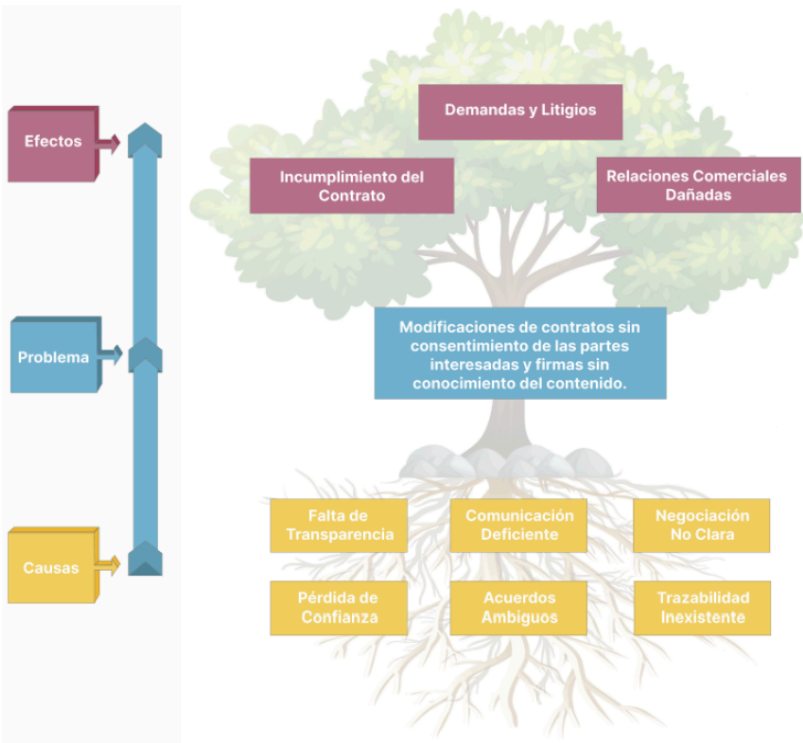 Efectos
Demandas y Litigios
Incumplimiento del
Contrato
Relaciones Comerciales
Dañadas
Problema
Modificaciones de contratos sin
consentimiento de las partes
interesadas y firmas sin
conocimiento del contenido.
Causas
Falta de
Transparencia
Comunicación
Deficiente
Negociación
No Clara
Pérdida de
Confianza
Acuerdos
Ambiguos
Trazabilidad
Inexistente